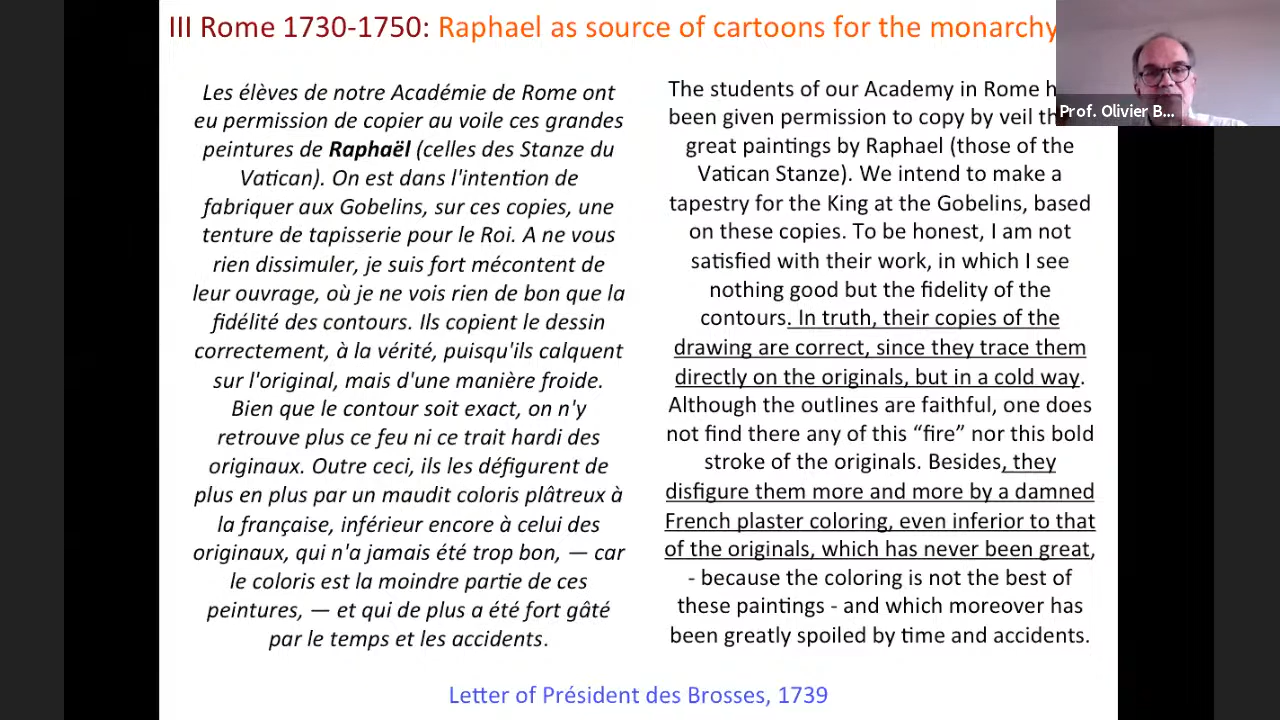 III Rome 1730-1750: Raphael as source of cartoons for the monarchy
Les élèves de notre Académie de Rome ont
eu permission de copier au voile ces grandes
peintures de Raphaël (celles des Stanze du
Vatican). On est dans l'intention de
fabriquer aux Gobelins, sur ces copies, une
tenture de tapisserie pour le Roi. A ne vous
rien dissimuler, je suis fort mécontent de
leur ouvrage, où je ne vois rien de bon que la
fidélité des contours. Ils copient le dessin
correctement, à la vérité, puisqu'ils calquent
sur l'original, mais d'une manière froide.
Bien que le contour soit exact, on n'y
retrouve plus ce feu ni ce trait hardi des
originaux. Outre ceci, ils les défigurent de
plus en plus par un maudit coloris plâtreux à
la française, inférieur encore à celui des
originaux, qui n'a jamais été trop bon, — car
le coloris est la moindre partie de ces
peintures, — et qui de plus a été fort gâté
par le temps et les accidents.
The students of our Academy in Rome
been given permission to copy by veil
great paintings by Raphael (those of the
Vatican Stanze). We intend to make a
tapestry for the King at the Gobelins, based
on these copies. To be honest, I am not
satisfied with their work, in which I see
nothing good but the fidelity of the
contours. In truth, their copies of the
drawing are correct, since they trace them
directly on the originals, but in a cold way.
Although the outlines are faithful, one does
not find there any of this “fire” nor this bold
stroke of the originals. Besides, they
disfigure them more and more by a damned
French plaster coloring, even inferior to that
of the originals, which has never been great,
- because the coloring is not the best of
these paintings - and which moreover has
been greatly spoiled by time and accidents.
Letter of Président des Brosses, 1739
Prof. Olivier B...